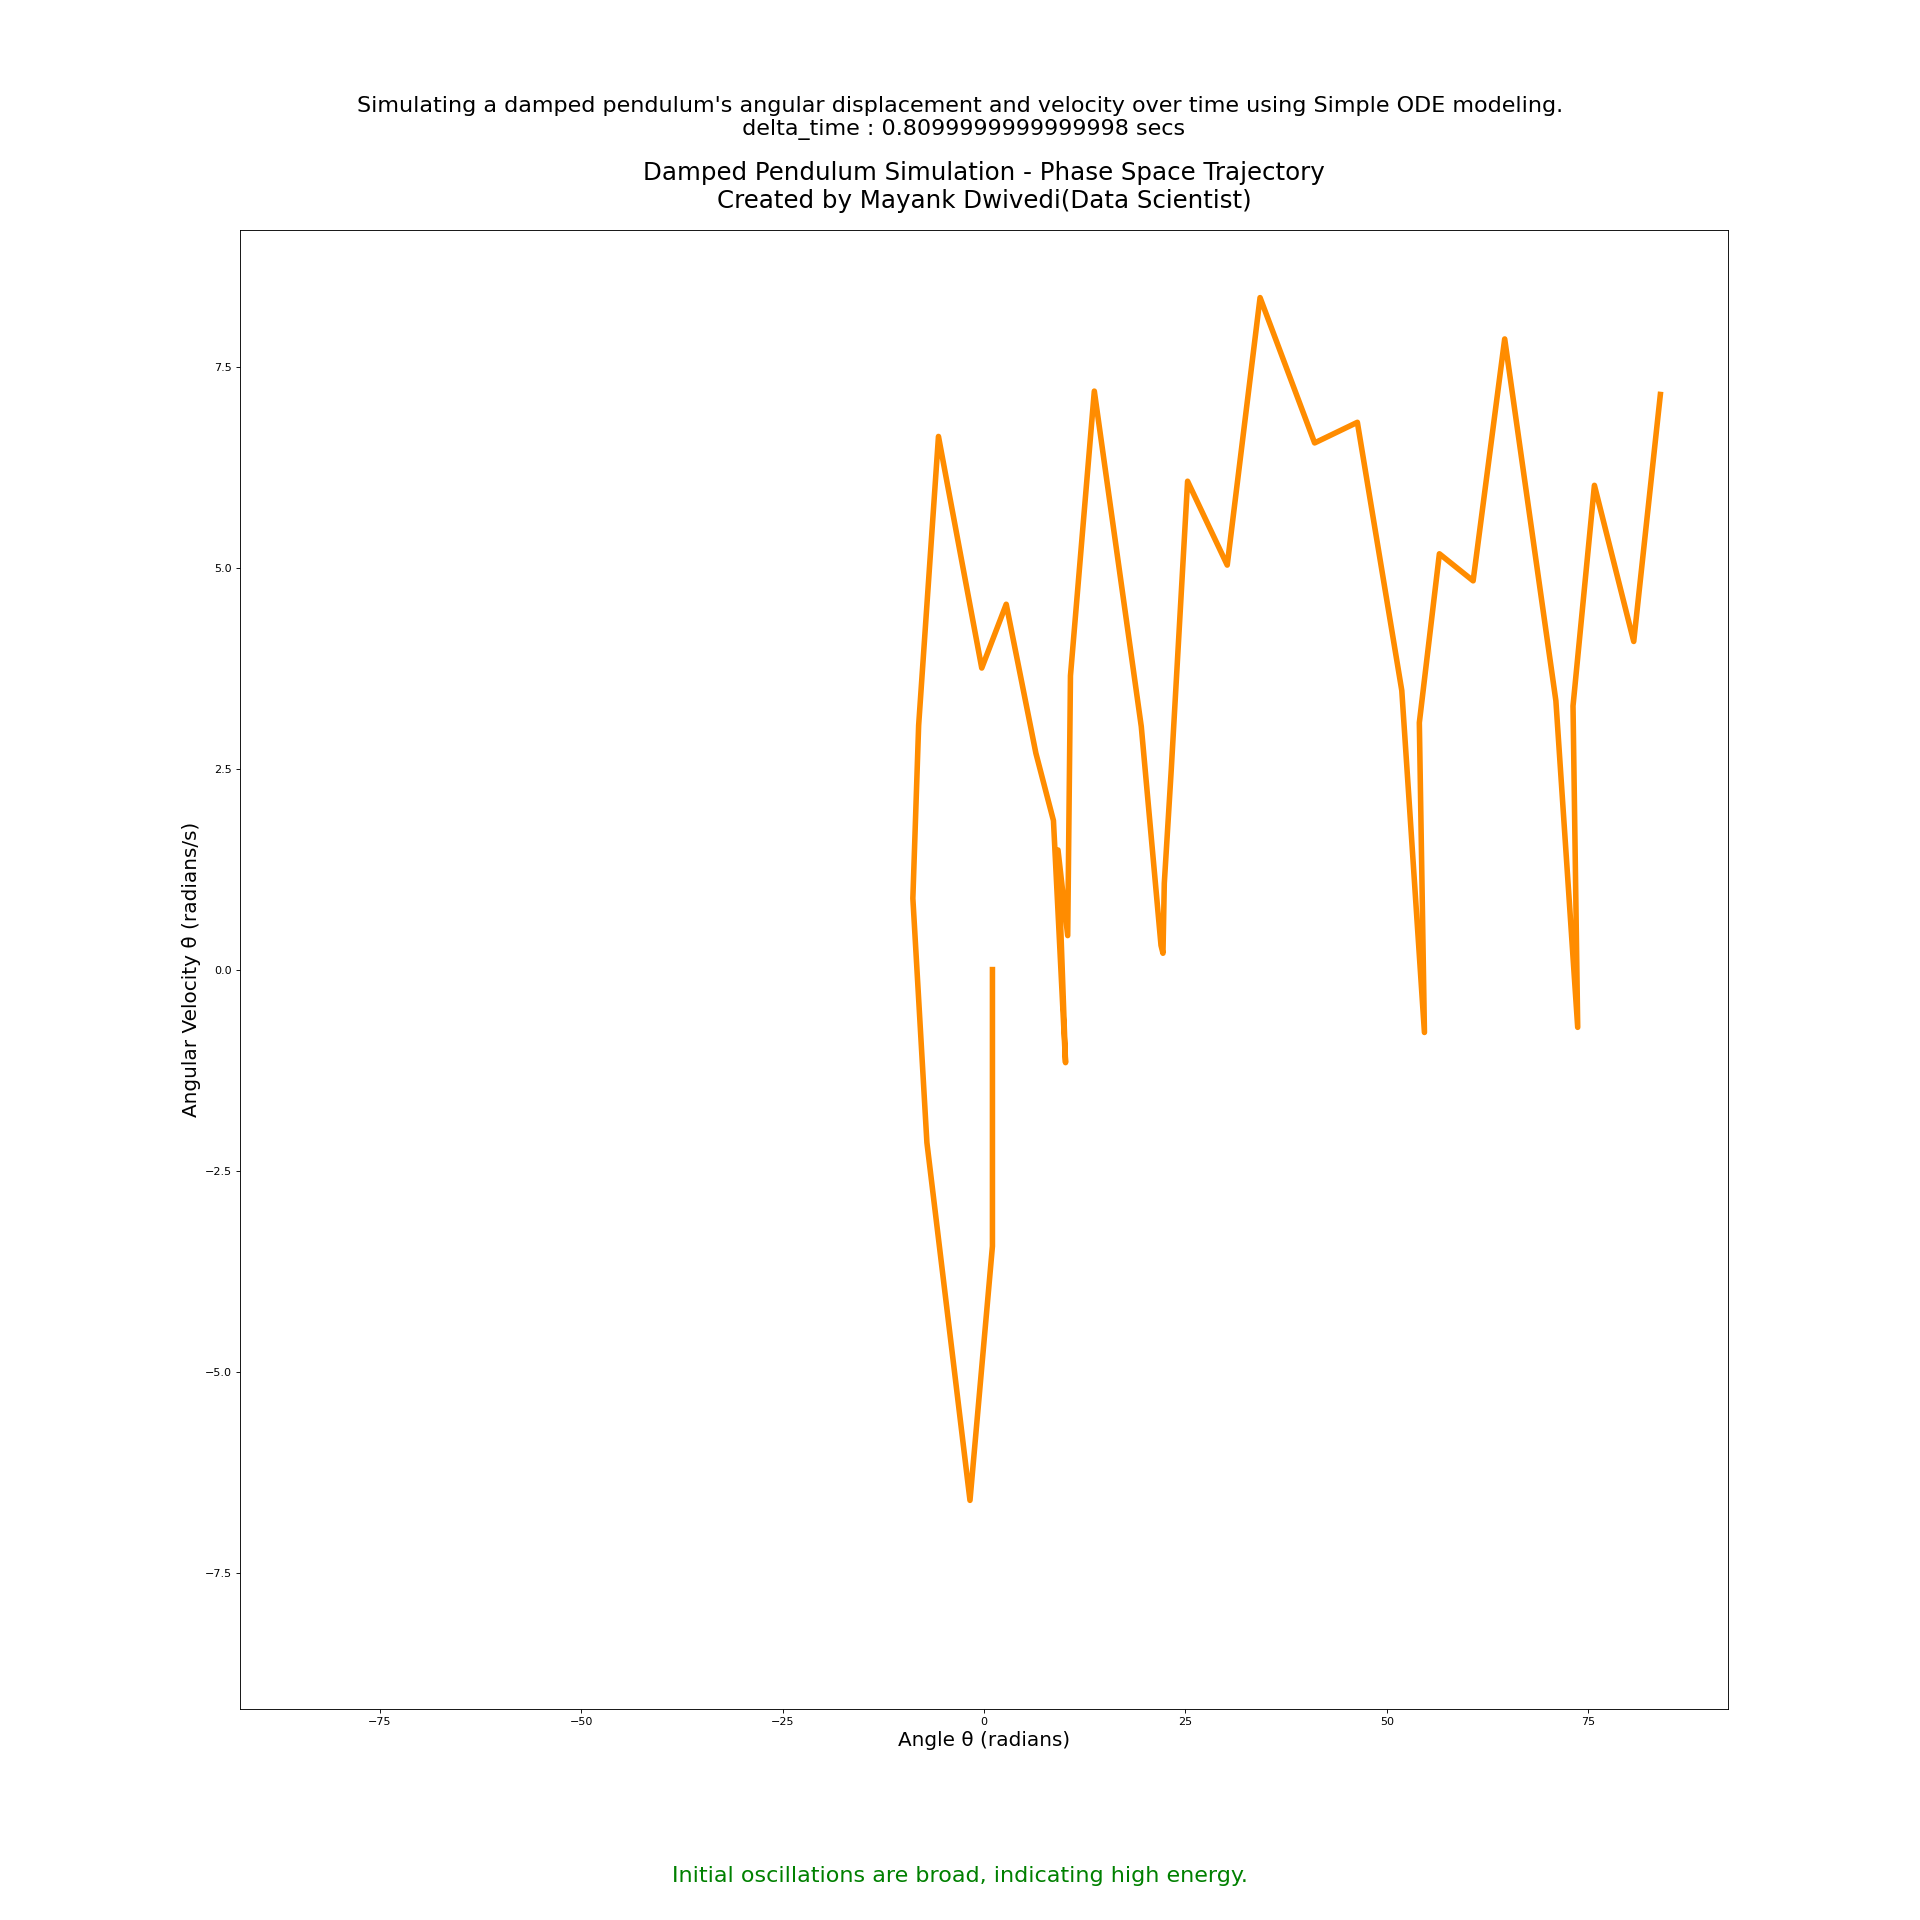 Simulating a damped pendulum's angular displacement and velocity over time using Simple ODE modeling.
delta_time : 0.8099999999999998 secs
Damped Pendulum Simulation - Phase Space Trajectory
Created by Mayank Dwivedi(Data Scientist)
7.5
5.0
2.5
0.0
−2.5
−5.0
−7.5
Angular Velocity θ (radians/s)
−75
−50
−25
0
25
50
75
Angle θ (radians)
Initial oscillations are broad, indicating high energy.